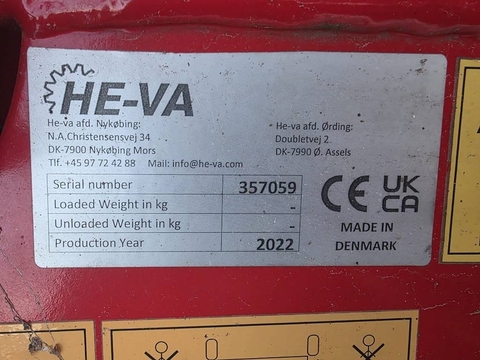 HE-VA
He-va afd. Nykøbing:
N.A.Christensensvej 34
DK-7900 Nykøbing Mors
Tlf. +45 97 72 42 88 Mail: info@he-va.com
He-va afd. Ørding:
Doubletvej 2
DK-7990 Ø. Assels
Serial number 357059
Loaded Weight in kg -
Unloaded Weight in kg -
Production Year 2022
CE UK
CA
MADE IN
DENMARK